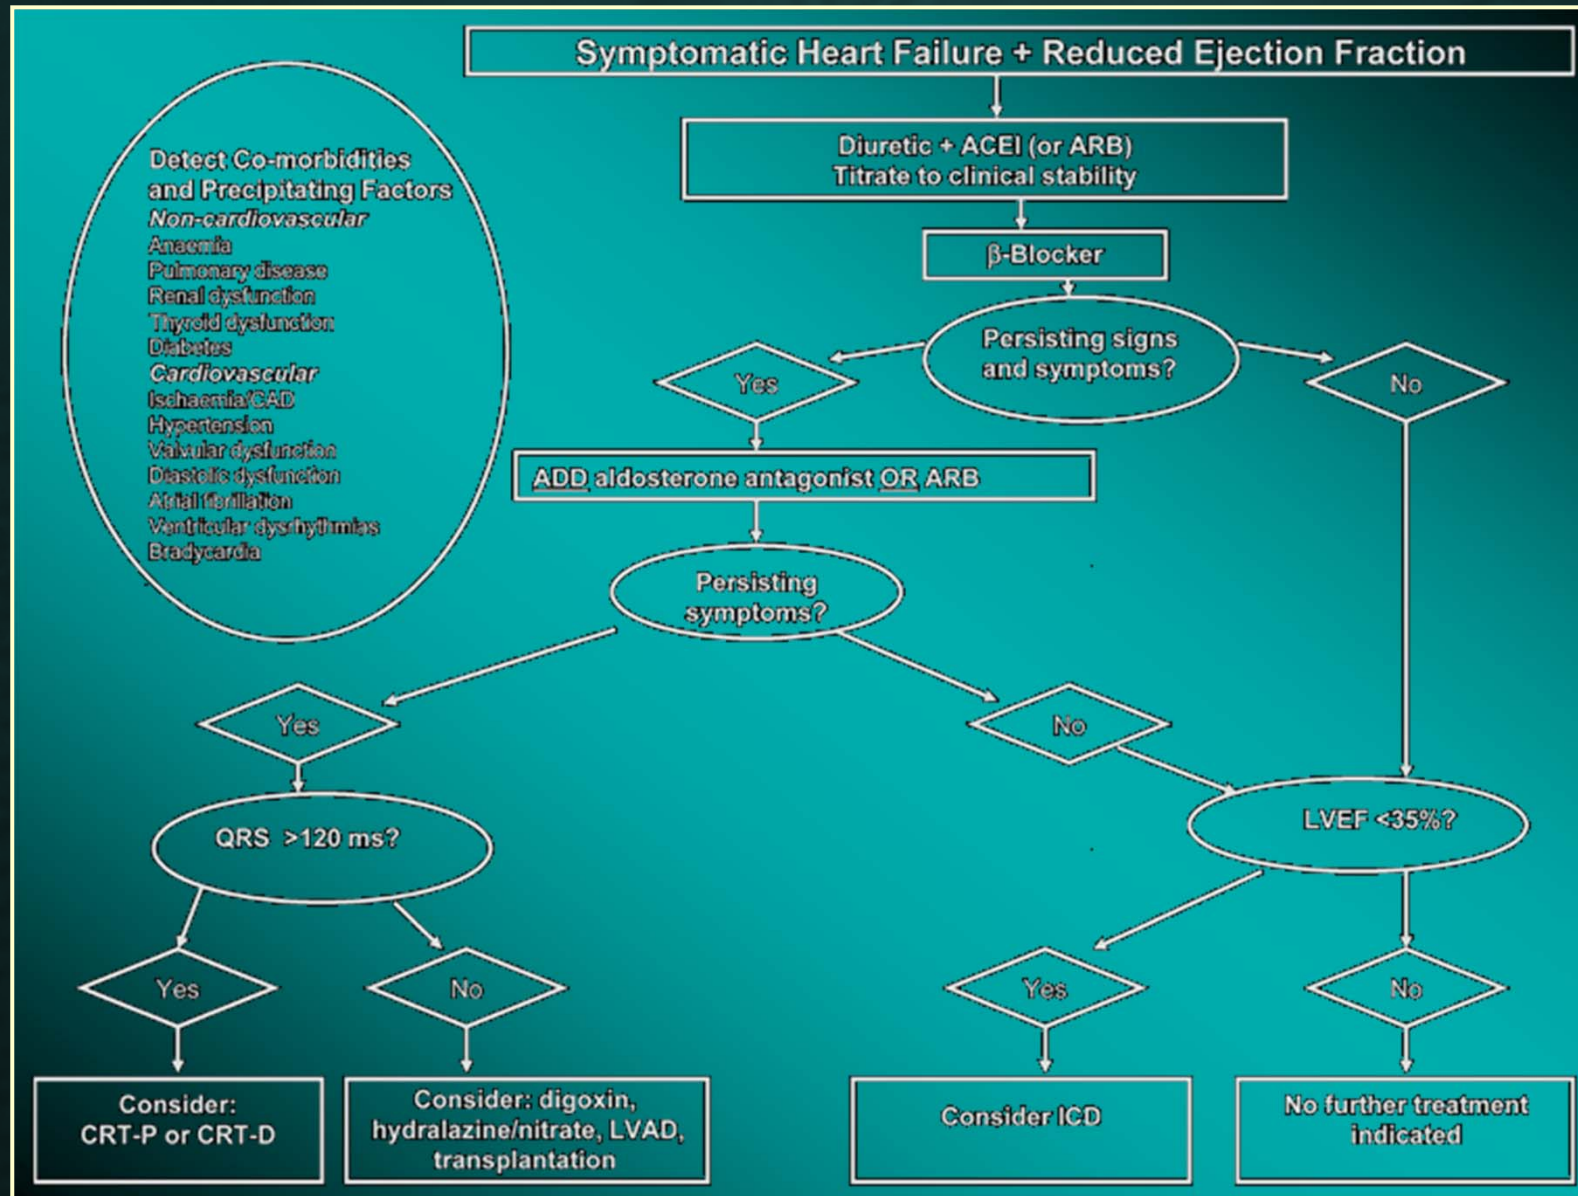 Symptomatic Heart Failure + Reduced Ejection Fraction
Detect Co-morbidities
and Precipitating Factors
Non-cardiovascular
Anaemia
Pulmonary disease
Renal dysfunction
Thyroid dysfunction
Diabetes
Cardiovascular
Ischaemia/CAD
Hypertension
Valvular dysfunction
Diastolic dysfunction
Atrial fibrillation
Ventricular dysrhythmias
Bradycardia
Diuretic + ACEI (or ARB)
Titrate to clinical stability
β-Blocker
Persisting signs
and symptoms?
Yes
No
ADD aldosterone antagonist OR ARB
Persisting
symptoms?
Yes
No
QRS >120 ms?
LVEF <35%?
Yes
No
Yes
No
Consider:
CRT-P or CRT-D
Consider: digoxin,
hydralazine/nitrate, LVAD,
transplantation
Consider ICD
No further treatment
indicated